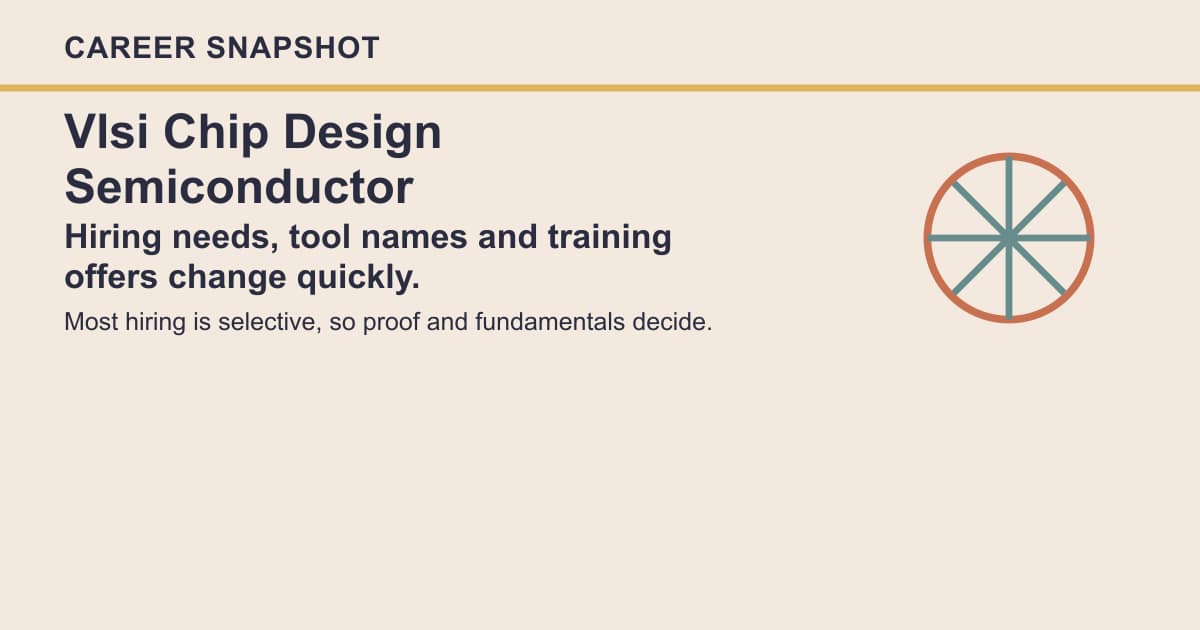 CAREER SNAPSHOT
Vlsi Chip Design
Semiconductor
Hiring needs, tool names and training
offers change quickly.
Most hiring is selective, so proof and fundamentals decide.